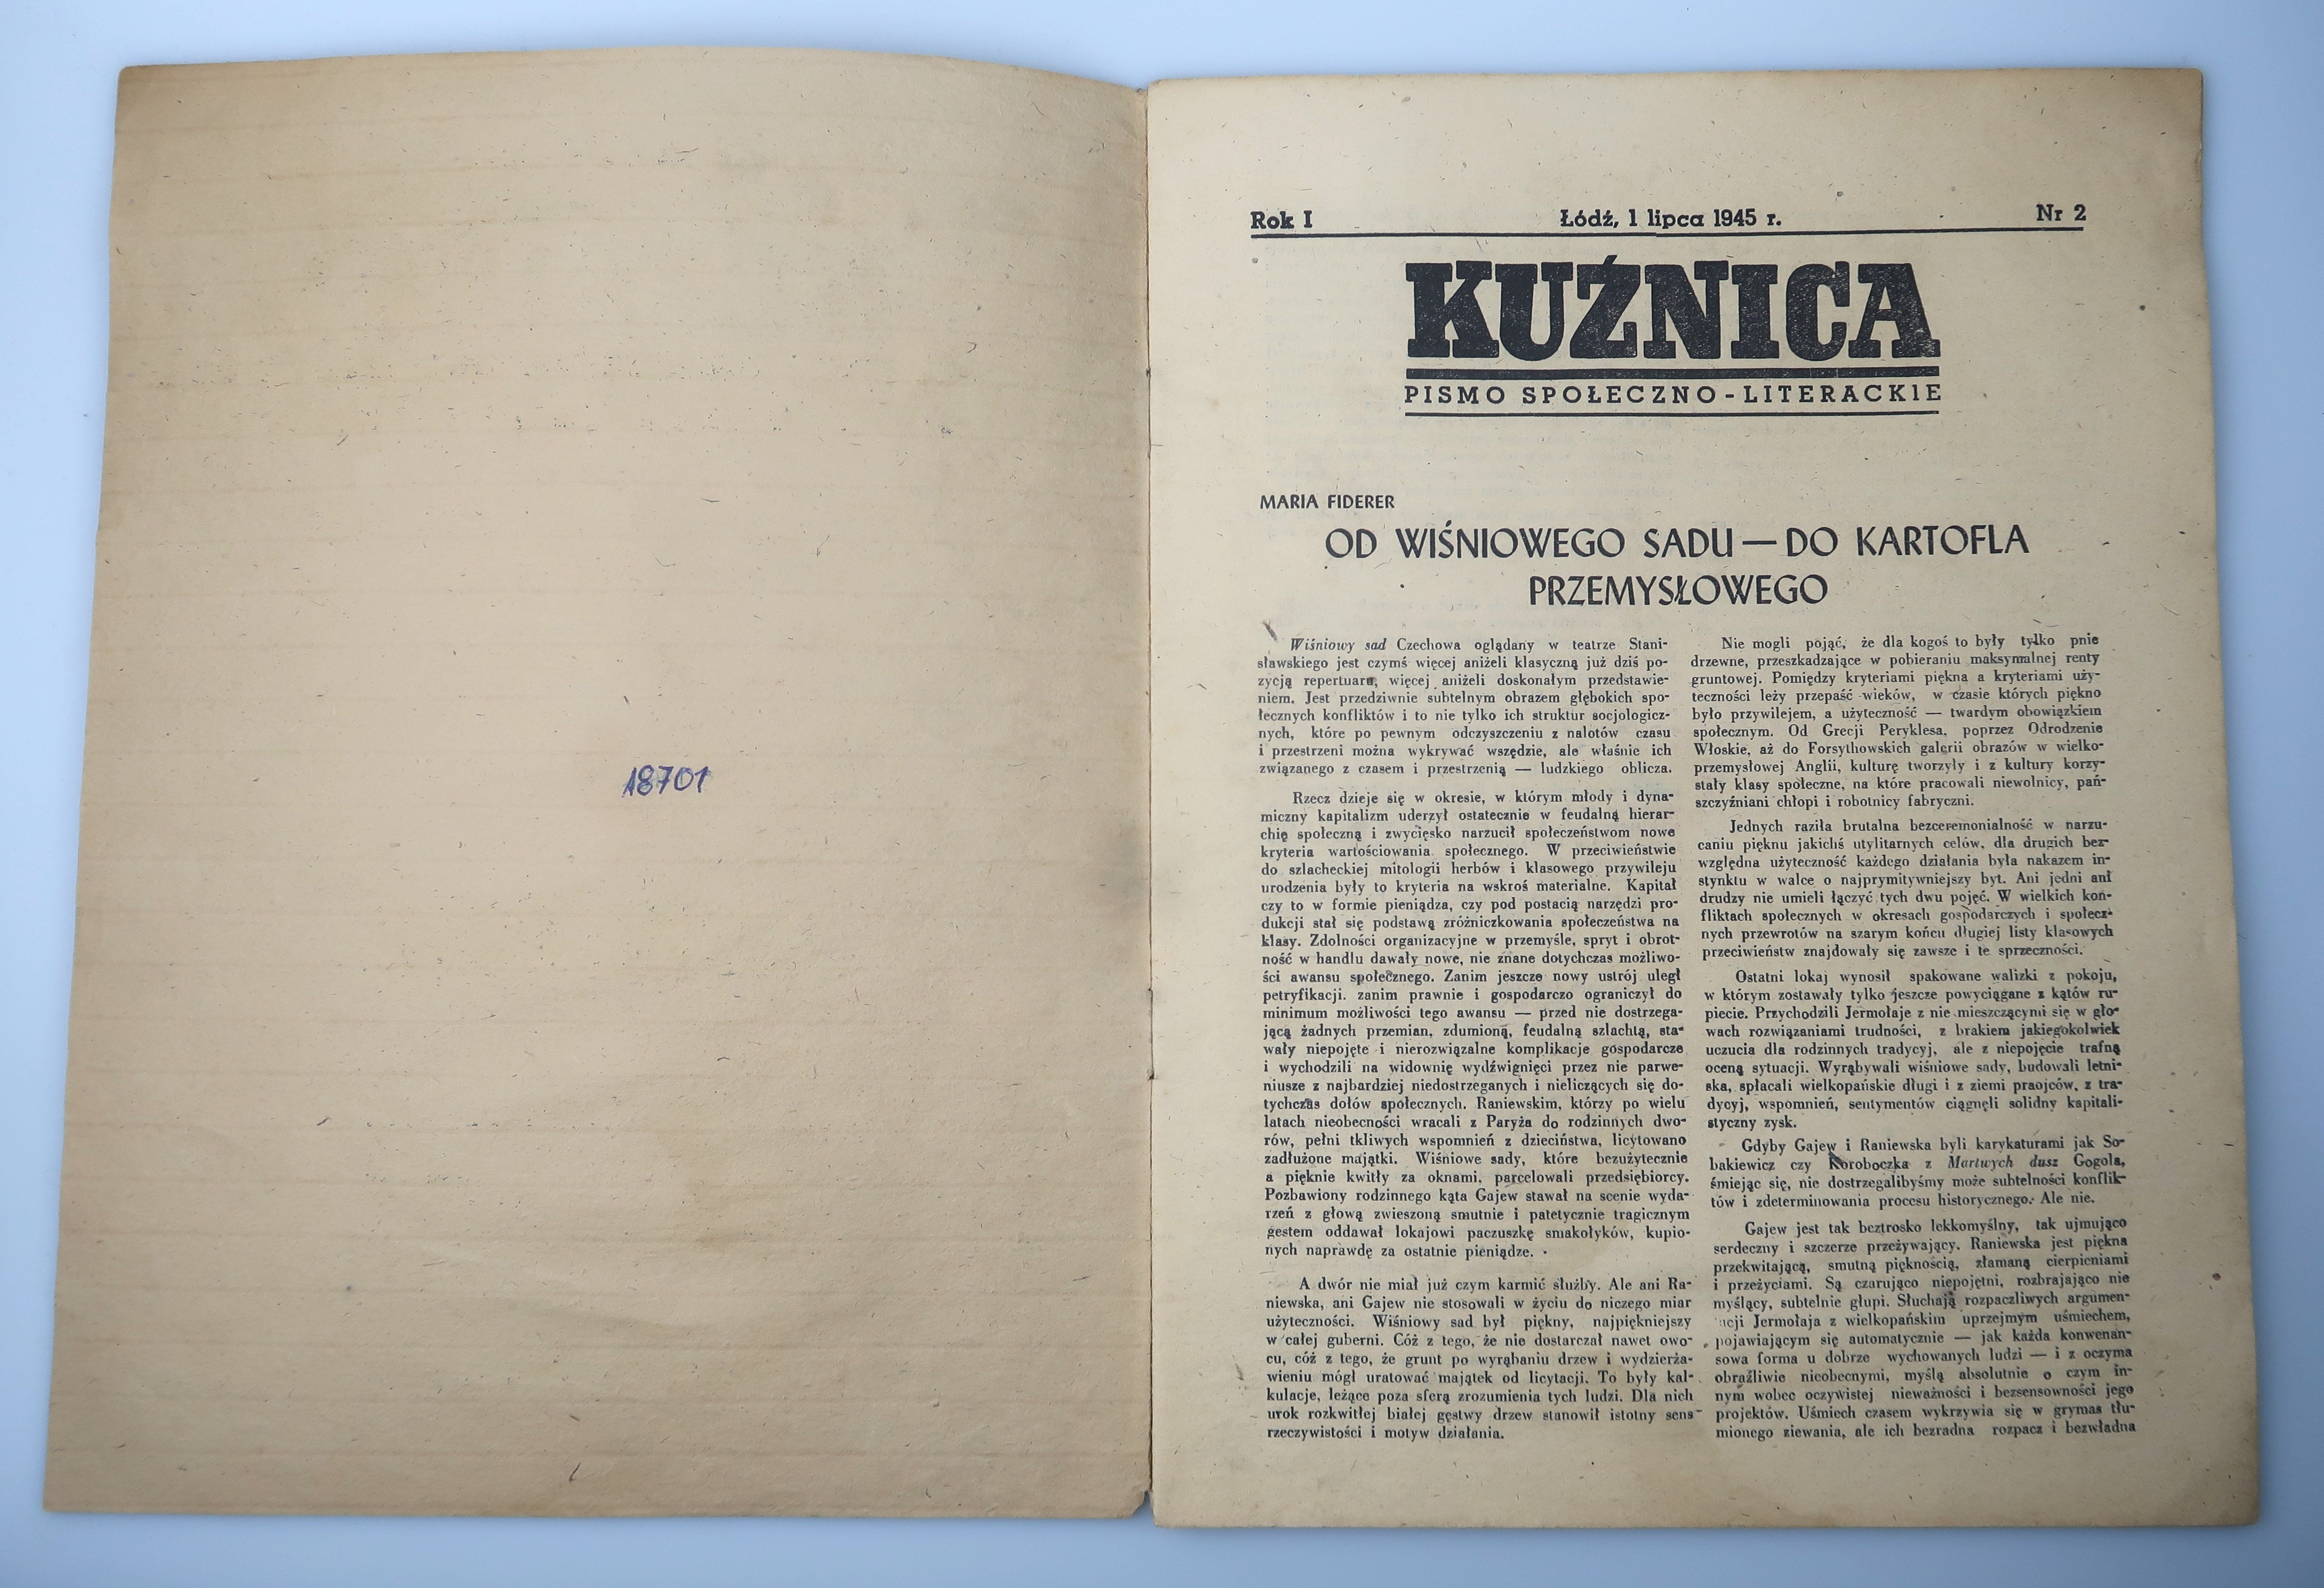 18701
Rok I
Łódź, 1 lipca 1945 r.
Nr 2
KUŹNICA
PISMO SPOŁECZNO-LITERACKIE
MARIA FIDERER
OD WIŚNIOWEGO SADU — DO KARTOFLA
PRZEMYSŁOWEGO
Wiśniowy sad Czechowa oglądany w teatrze Stani-
sławskiego jest czymś więcej aniżeli klasyczną już dziś po-
zycją repertuaru, więcej aniżeli doskonałym przedstawie-
niem. Jest przedziwnie subtelnym obrazem głębokich spo-
łecznych konfliktów i to nie tylko ich struktur socjologicz-
nych, które po pewnym odczyszczeniu z nalotów czasu
i przestrzeni można wykrywać wszędzie, ale właśnie ich
związanego z czasem i przestrzenią — ludzkiego oblicza.
Rzecz dzieje się w okresie, w którym młody i dyna-
miczny kapitalizm uderzył ostatecznie w feudalną hierar-
chię społeczną i zwycięsko narzucił społeczeństwom nowe
kryteria wartościowania społecznego. W przeciwieństwie
do szlacheckiej mitologii herbów i klasowego przywileju
urodzenia były to kryteria na wskroś materialne. Kapitał
czy to w formie pieniądza, czy pod postacią narzędzi pro-
dukcji stał się podstawą zróżniczkowania społeczeństwa na
klasy. Zdolności organizacyjne w przemyśle, spryt i obrot-
ność w handlu dawały nowe, nie znane dotychczas możliwo-
ści awansu społecznego. Zanim jeszcze nowy ustrój uległ
petryfikacji. zanim prawnie i gospodarczo ograniczył do
minimum możliwości tego awansu — przed nie dostrzega-
jącą żadnych przemian, zdumioną, feudalną szlachtą, sta-
wały niepojęte i nierozwiązalne komplikacje gospodarcze
i wychodzili na widownię wydźwignięci przez nie parwe-
niusze z najbardziej niedostrzeganych i nieliczących się do-
tychczas dołów społecznych. Raniewskim, którzy po wielu
latach nieobecności wracali z Paryża do rodzinnych dwo-
rów, pełni tkliwych wspomnień z dzieciństwa, licytowano
zadłużone majątki. Wiśniowe sady, które bezużytecznie
a pięknie kwitły za oknami, parcelowali przedsiębiorcy.
Pozbawiony rodzinnego kąta Gajew stawał na scenie wyda-
rzeń z głową zwieszoną smutnie i patetycznie tragicznym
gestem oddawał lokajowi paczuszkę smakołyków, kupio-
nych naprawdę za ostatnie pieniądze.
A dwór nie miał już czym karmić służby. Ale ani Ra-
niewska, ani Gajew nie stosowali w życiu do niczego miar
użyteczności. Wiśniowy sad był piękny, najpiękniejszy
w całej guberni. Cóż z tego, że nie dostarczał nawet owo-
cu, cóż z tego, że grunt po wyrąbaniu drzew i wydzierża-
wieniu mógł uratować majątek od licytacji. To były kal-
kulacje, leżące poza sferą zrozumienia tych ludzi. Dla nich
urok rozkwitłej białej gęstwy drzew stanowił istotny sens
rzeczywistości i motyw działania.
Nie mogli pojąć, że dla kogoś to były tylko pnie
drzewne, przeszkadzające w pobieraniu maksymalnej renty
gruntowej. Pomiędzy kryteriami piękna a kryteriami uży-
teczności leży przepaść wieków, w czasie których piękno
było przywilejem, a użyteczność — twardym obowiązkiem
społecznym. Od Grecji Peryklesa, poprzez Odrodzenie
Włoskie, aż do Forsythowskich galerii obrazów w wielko-
przemysłowej Anglii, kulturę tworzyły i z kultury korzy-
stały klasy społeczne, na które pracowali niewolnicy, pań-
szczyźniani chłopi i robotnicy fabryczni.
Jednych raziła brutalna bezceremonialność w narzu-
caniu pięknu jakichś utylitarnych celów, dla drugich bez-
względna użyteczność każdego działania była nakazem in-
stynktu w walce o najprymitywniejszy byt. Ani jedni ani
drudzy nie umieli łączyć tych dwu pojęć. W wielkich kon-
fliktach społecznych w okresach gospodarczych i społecz-
nych przewrotów na szarym końcu długiej listy klasowych
przeciwieństw znajdowały się zawsze i te sprzeczności.
Ostatni lokaj wynosił spakowane walizki z pokoju,
w którym zostawały tylko jeszcze powyciągane z kątów ru-
piecie. Przychodzili Jermołaje z nie mieszczącymi się w gło-
wach rozwiązaniami trudności, z brakiem jakiegokolwiek
uczucia dla rodzinnych tradycyj, ale z niepojęcie trafną
oceną sytuacji. Wyrąbywali wiśniowe sady, budowali letni-
ska, spłacali wielkopańskie długi i z ziemi praojców, z tra-
dycyj, wspomnień, sentymentów ciągnęli solidny kapitali-
styczny zysk.
Gdyby Gajew i Raniewska byli karykaturami jak So-
bakiewicz czy Koroboczka z Martwych dusz Gogola,
śmiejąc się, nie dostrzegalibyśmy może subtelności konflik-
tów i zdeterminowania procesu historycznego. Ale nie.
Gajew jest tak beztrosko lekkomyślny, tak ujmująco
serdeczny i szczerze przeżywający. Raniewska jest piękna
przekwitającą, smutną pięknością, złamaną cierpieniami
i przeżyciami. Są czarująco niepojętni, rozbrajająco nie
myślący, subtelnie głupi. Słuchają rozpaczliwych argumen-
acji Jermołaja z wielkopańskim uprzejmym uśmiechem,
pojawiającym się automatycznie — jak każda konwenan-
sowa forma u dobrze wychowanych ludzi — i z oczyma
obraźliwie nieobecnymi, myślą absolutnie o czym in-
nym wobec oczywistej nieważności i bezsensowności jego
projektów. Uśmiech czasem wykrzywia się w grymas tłu-
mionego ziewania, ale ich bezradna rozpacz i bezwładna